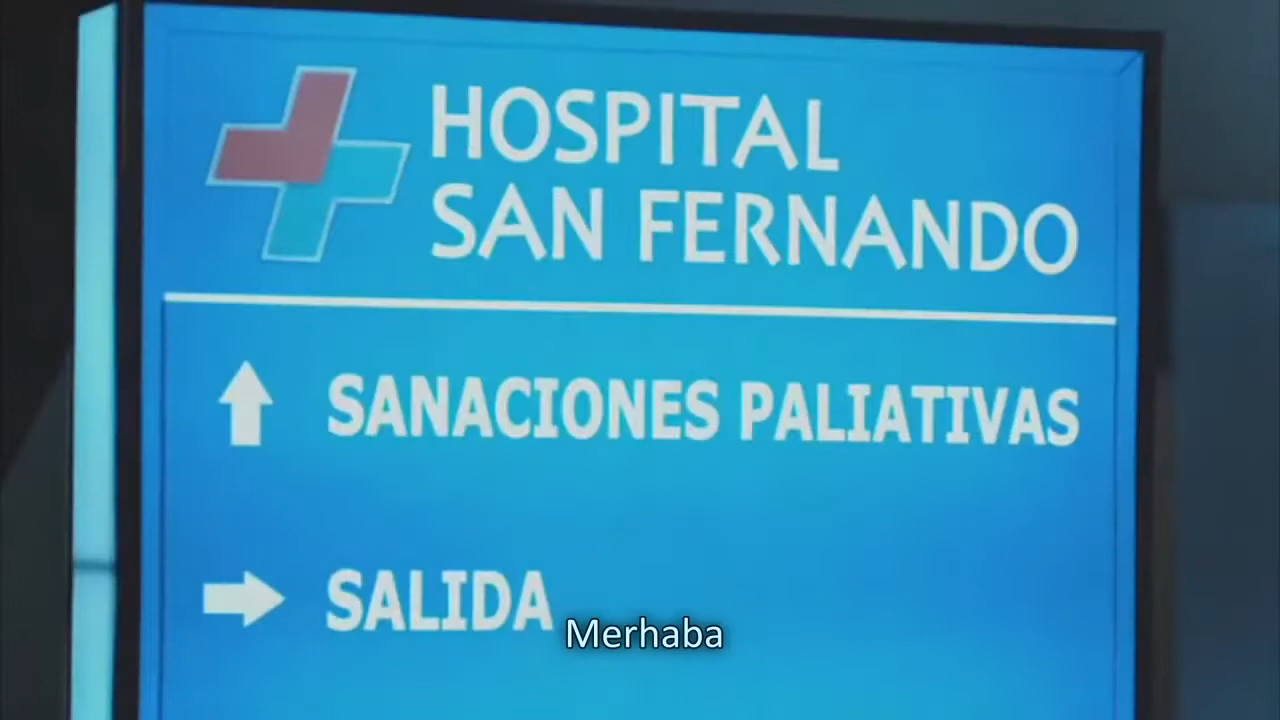 HOSPITAL
SAN FERNANDO
SANACIONES PALIATIVAS
SALIDA
Merhaba